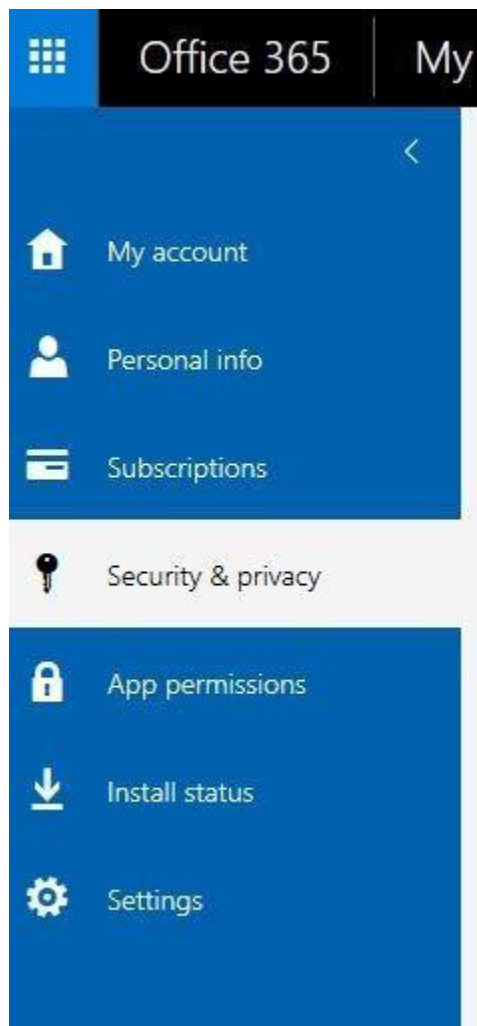 Office 365 My
My account
Personal info
Subscriptions
Security & privacy
App permissions
Install status
Settings